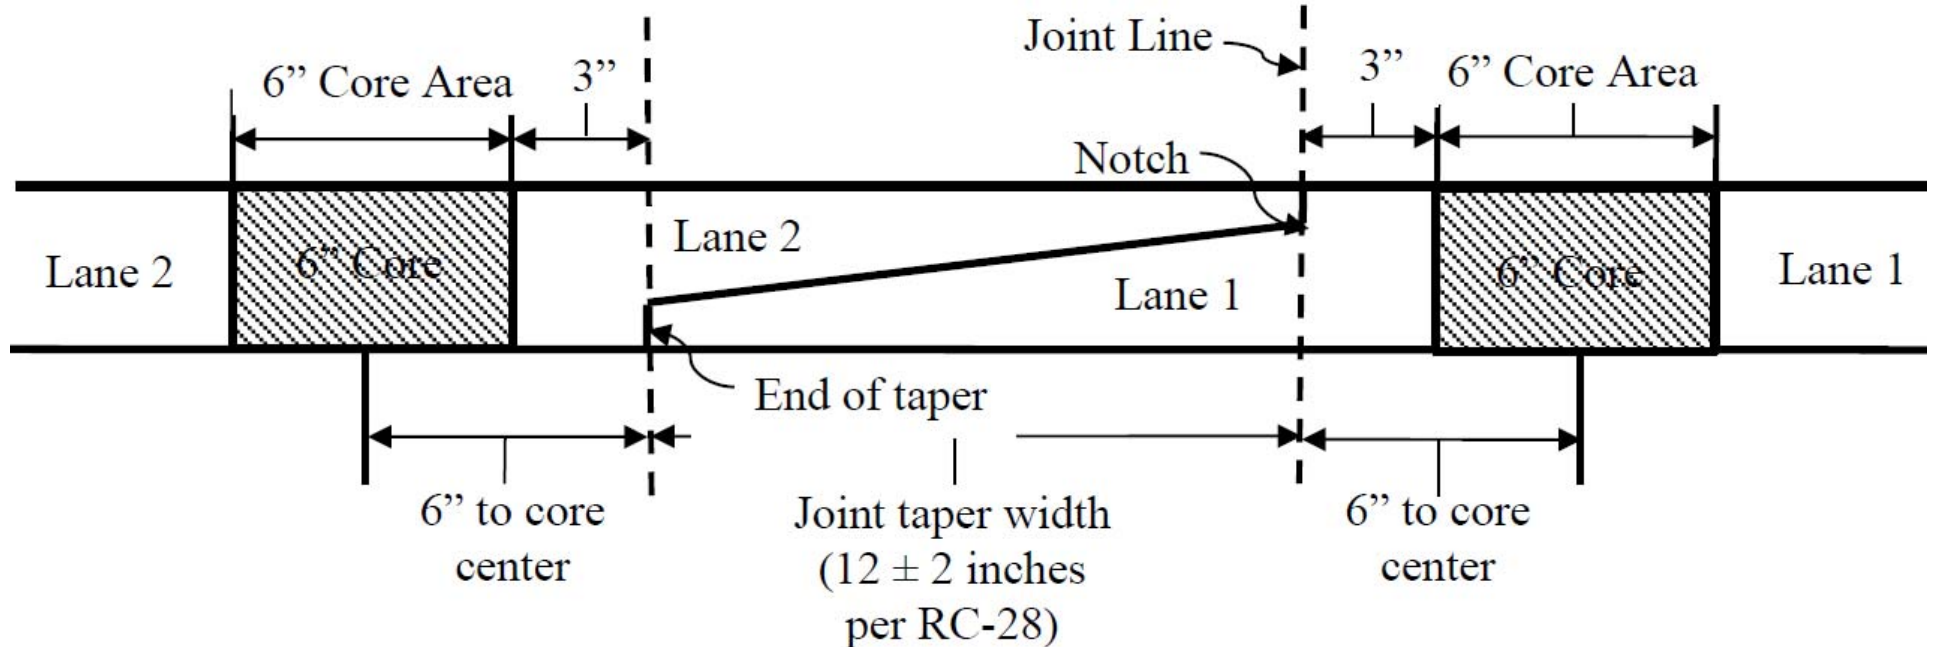 Joint Line
6” Core Area
3”
3”
6” Core Area
Notch
Lane 2
6” Core
Lane 2
Lane 1
6” Core
Lane 1
End of taper
6” to core
center
Joint taper width
(12 ± 2 inches
per RC-28)
6” to core
center